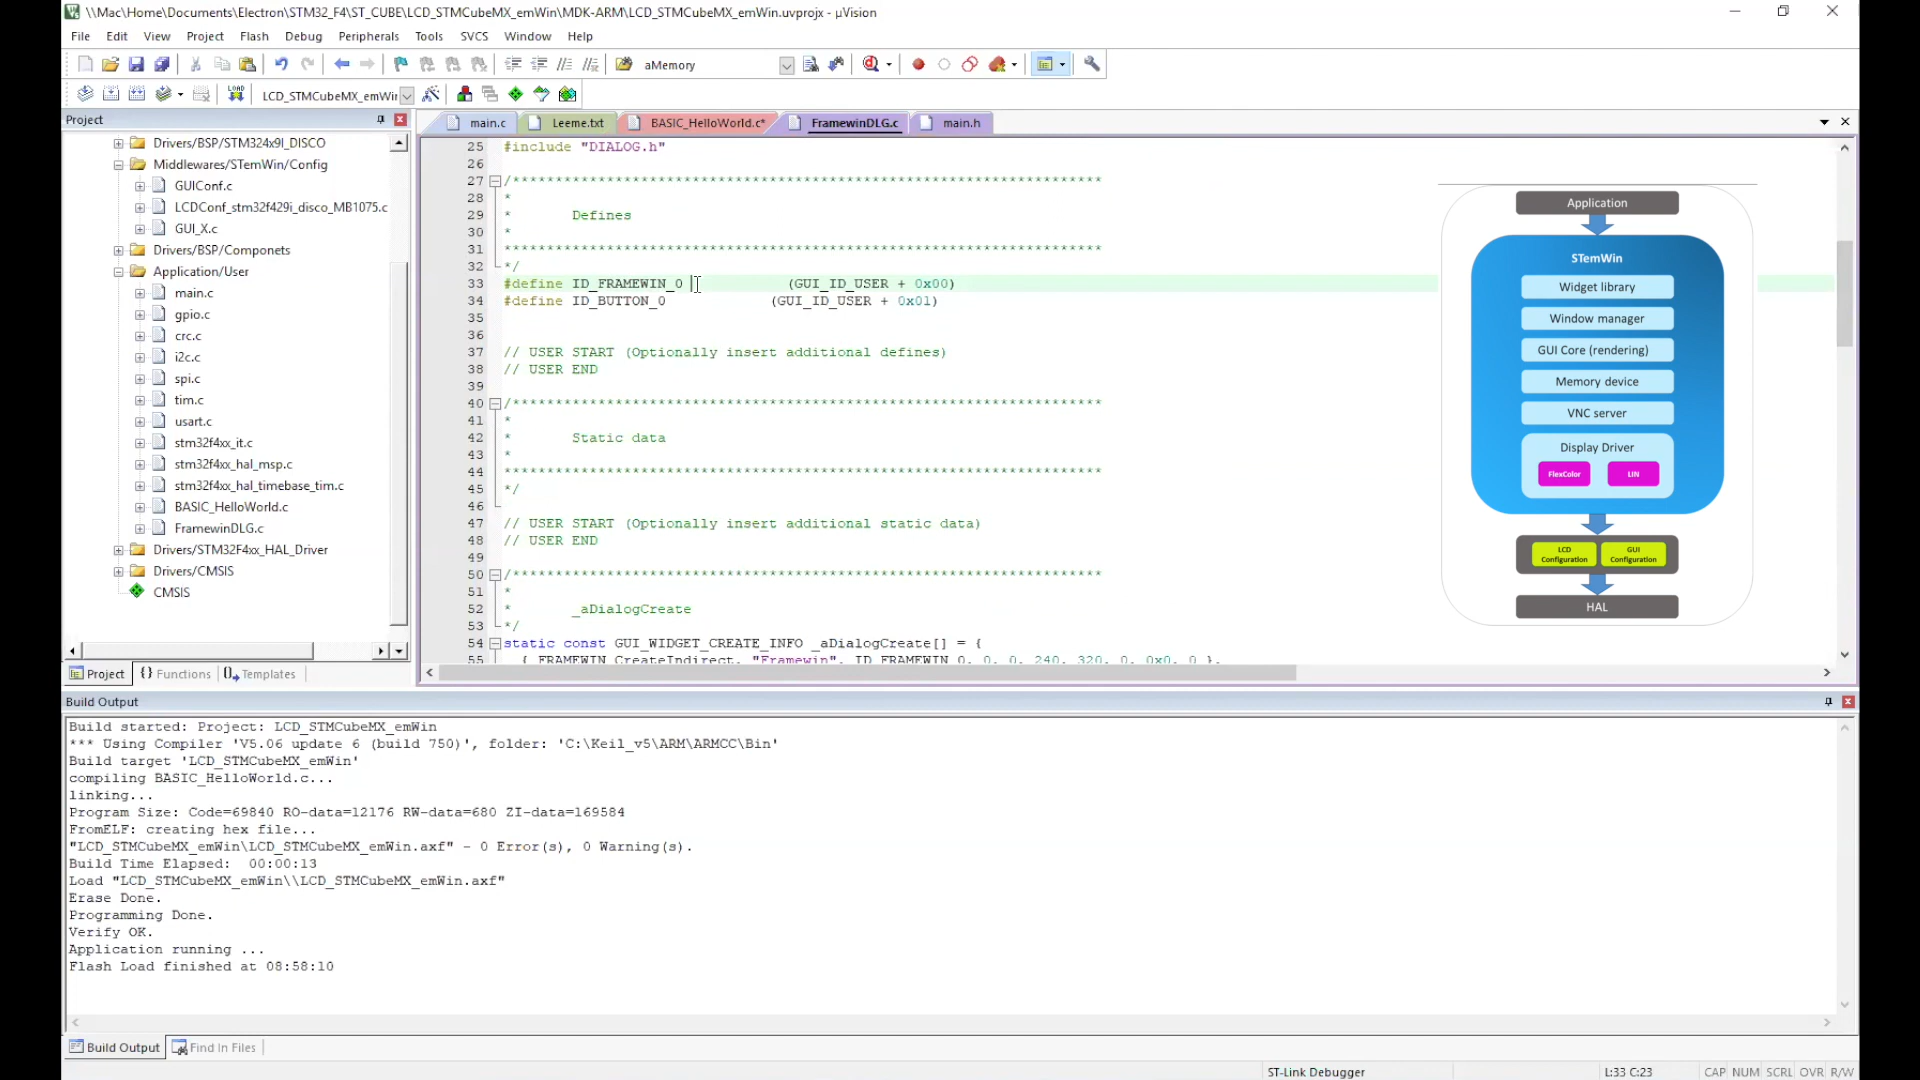 \\Mac\Home\Documents\Electron\STM32_F4\ST_CUBE\LCD_STMCubeMX_emWin\MDK-ARM\LCD_STMCubeMX_emWin.uvprojx - µVision
File Edit View Project Flash Debug Peripherals Tools SVCS Window Help
aMemory
LCD_STMCubeMX_emWir
Project
Drivers/BSP/STM324x9I_DISCO
Middlewares/STemWin/Config
GUIConf.c
LCDConf_stm32f429i_disco_MB1075.c
GUI_X.c
Drivers/BSP/Componets
Application/User
main.c
gpio.c
crc.c
i2c.c
spi.c
tim.c
usart.c
stm32f4xx_it.c
stm32f4xx_hal_msp.c
stm32f4xx_hal_timebase_tim.c
BASIC_HelloWorld.c
FramewinDLG.c
Drivers/STM32F4xx_HAL_Driver
Drivers/CMSIS
CMSIS
Project {} Functions Templates
main.c Leeme.txt BASIC_HelloWorld.c* FramewinDLG.c main.h
25 #include "DIALOG.h"
26
27 /*********************************************************************
28 *
29 * Defines
30 *
31 **********************************************************************
32 */
33 #define ID_FRAMEWIN_0 (GUI_ID_USER + 0x00)
34 #define ID_BUTTON_0 (GUI_ID_USER + 0x01)
35
36
37 // USER START (Optionally insert additional defines)
38 // USER END
39
40 /*********************************************************************
41 *
42 * Static data
43 *
44 **********************************************************************
45 */
46
47 // USER START (Optionally insert additional static data)
48 // USER END
49
50 /*********************************************************************
51 *
52 * _aDialogCreate
53 */
54 static const GUI_WIDGET_CREATE_INFO _aDialogCreate[] = {
55 { FRAMEWIN_CreateIndirect, "Framewin", ID_FRAMEWIN_0, 0, 0, 240, 320, 0, 0x0, 0 },
Application
STemWin
Widget library
Window manager
GUI Core (rendering)
Memory device
VNC server
Display Driver
FlexColor LIN
LCD Configuration
GUI Configuration
HAL
Build Output
Build started: Project: LCD_STMCubeMX_emWin
*** Using Compiler 'V5.06 update 6 (build 750)', folder: 'C:\Keil_v5\ARM\ARMCC\Bin'
Build target 'LCD_STMCubeMX_emWin'
compiling BASIC_HelloWorld.c...
linking...
Program Size: Code=69840 RO-data=12176 RW-data=680 ZI-data=169584
FromELF: creating hex file...
"LCD_STMCubeMX_emWin\LCD_STMCubeMX_emWin.axf" - 0 Error(s), 0 Warning(s).
Build Time Elapsed: 00:00:13
Load "LCD_STMCubeMX_emWin\\LCD_STMCubeMX_emWin.axf"
Erase Done.
Programming Done.
Verify OK.
Application running ...
Flash Load finished at 08:58:10
Build Output Find In Files
ST-Link Debugger L:33 C:23 CAP NUM SCRL OVR R/W